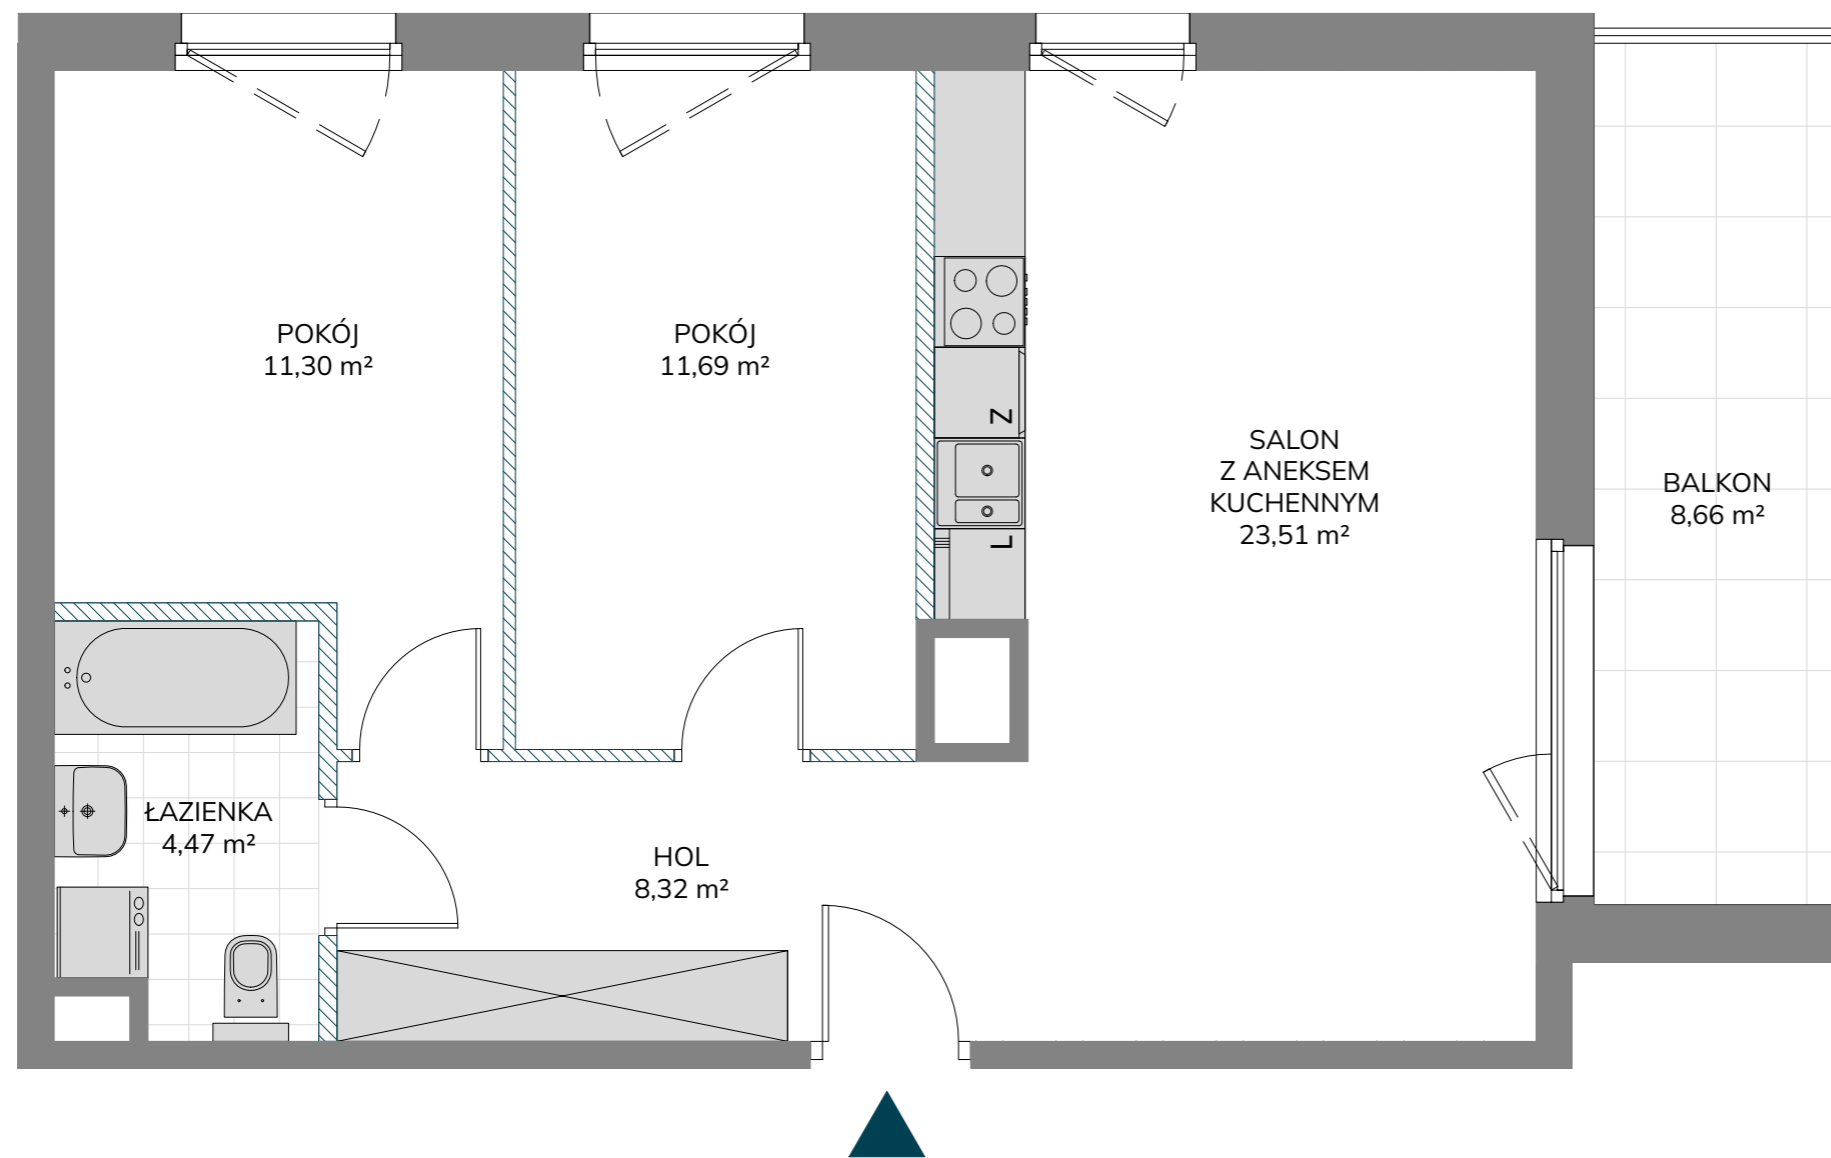 POKÓJ
11,30 m²
POKÓJ
11,69 m²
Z
L
SALON
Z ANEKSEM
KUCHENNYM
23,51 m²
BALKON
8,66 m²
ŁAZIENKA
4,47 m²
HOL
8,32 m²